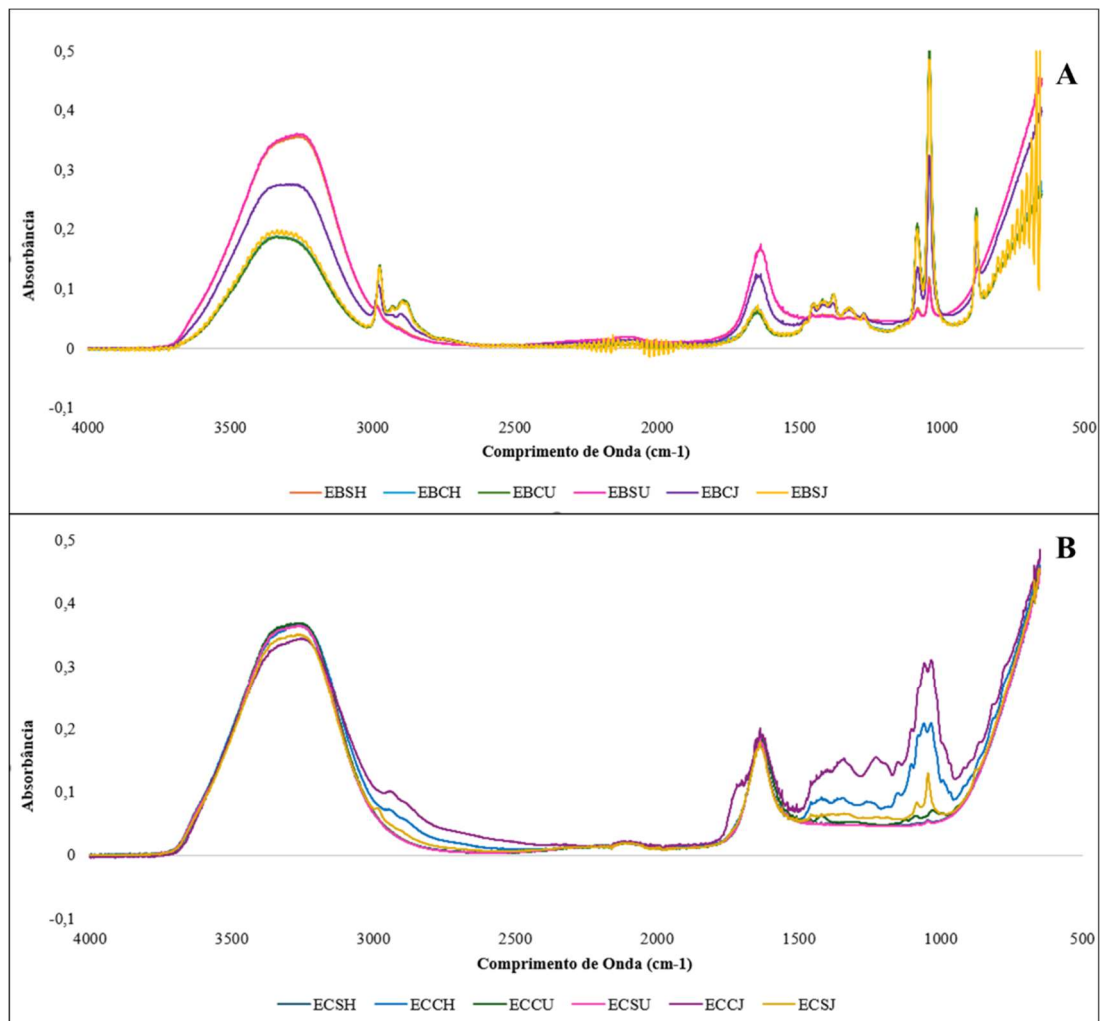 A
0,5
0,4
0,3
0,2
0,1
0
-0,1
Absorbância
4000 3500 3000 2500 2000 1500 1000 500
Comprimento de Onda (cm-1)
EBSH EBCH EBCU EBSU EBCJ EBSJ
B
0,5
0,4
0,3
0,2
0,1
0
-0,1
Absorbância
4000 3500 3000 2500 2000 1500 1000 500
Comprimento de Onda (cm-1)
ECSH ECCH ECCU ECSU ECCJ ECSJ